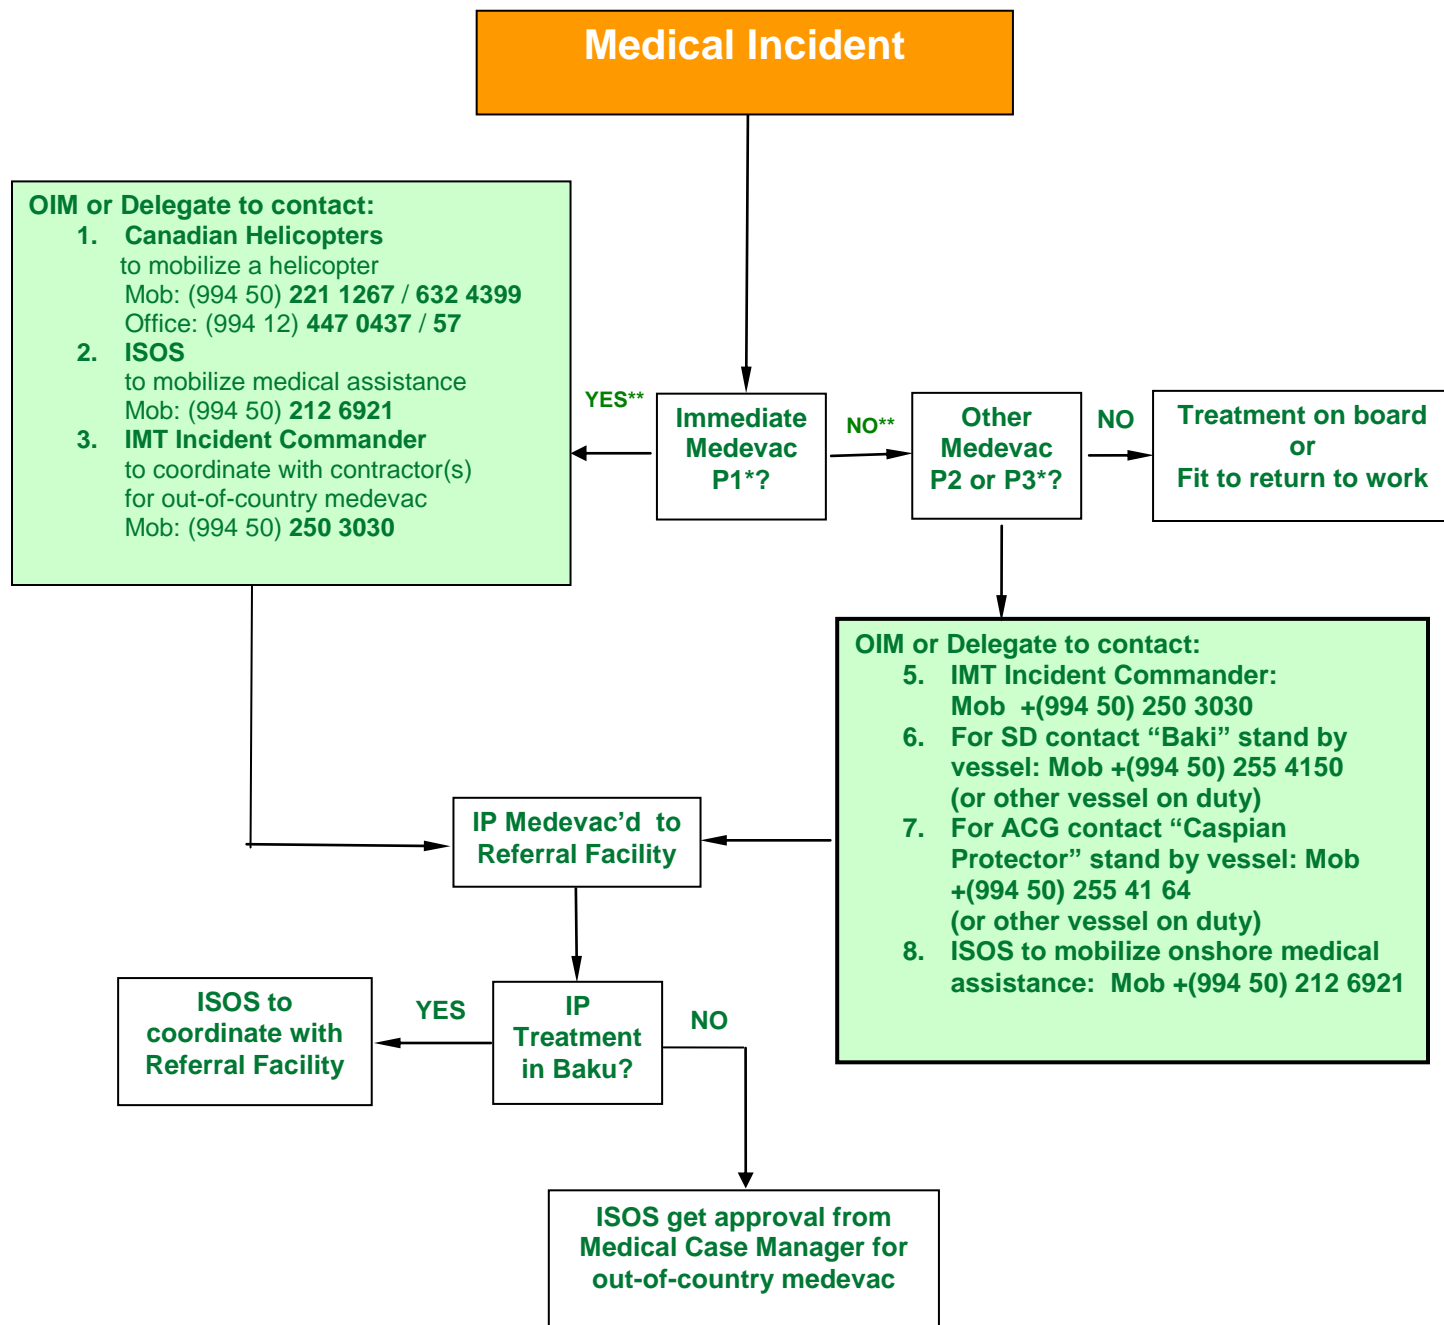 Medical Incident
OIM or Delegate to contact:
1. Canadian Helicopters
to mobilize a helicopter
Mob: (994 50) 221 1267 / 632 4399
Office: (994 12) 447 0437 / 57
2. ISOS
to mobilize medical assistance
Mob: (994 50) 212 6921
3. IMT Incident Commander
to coordinate with contractor(s)
for out-of-country medevac
Mob: (994 50) 250 3030
YES**
Immediate
Medevac
P1*?
NO**
Other
Medevac
P2 or P3*?
NO
Treatment on board
or
Fit to return to work
OIM or Delegate to contact:
5. IMT Incident Commander:
Mob +(994 50) 250 3030
6. For SD contact “Baki” stand by
vessel: Mob +(994 50) 255 4150
(or other vessel on duty)
7. For ACG contact “Caspian
Protector” stand by vessel: Mob
+(994 50) 255 41 64
(or other vessel on duty)
8. ISOS to mobilize onshore medical
assistance: Mob +(994 50) 212 6921
IP Medevac’d to
Referral Facility
ISOS to
coordinate with
Referral Facility
YES
IP
Treatment
in Baku?
NO
ISOS get approval from
Medical Case Manager for
out-of-country medevac